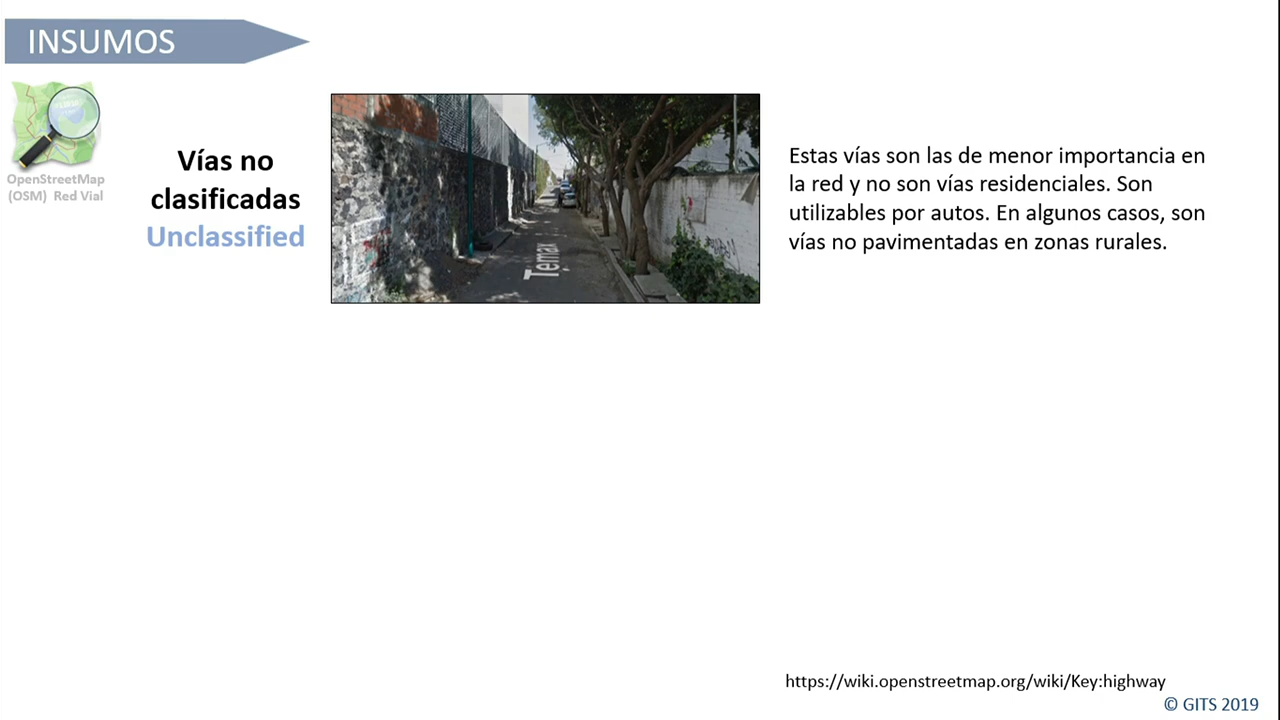 INSUMOS
OpenStreetMap
(OSM) Red Vial
Vías no
clasificadas
Unclassified
Temax
Estas vías son las de menor importancia en
la red y no son vías residenciales. Son
utilizables por autos. En algunos casos, son
vías no pavimentadas en zonas rurales.
https://wiki.openstreetmap.org/wiki/Key:highway
© GITS 2019